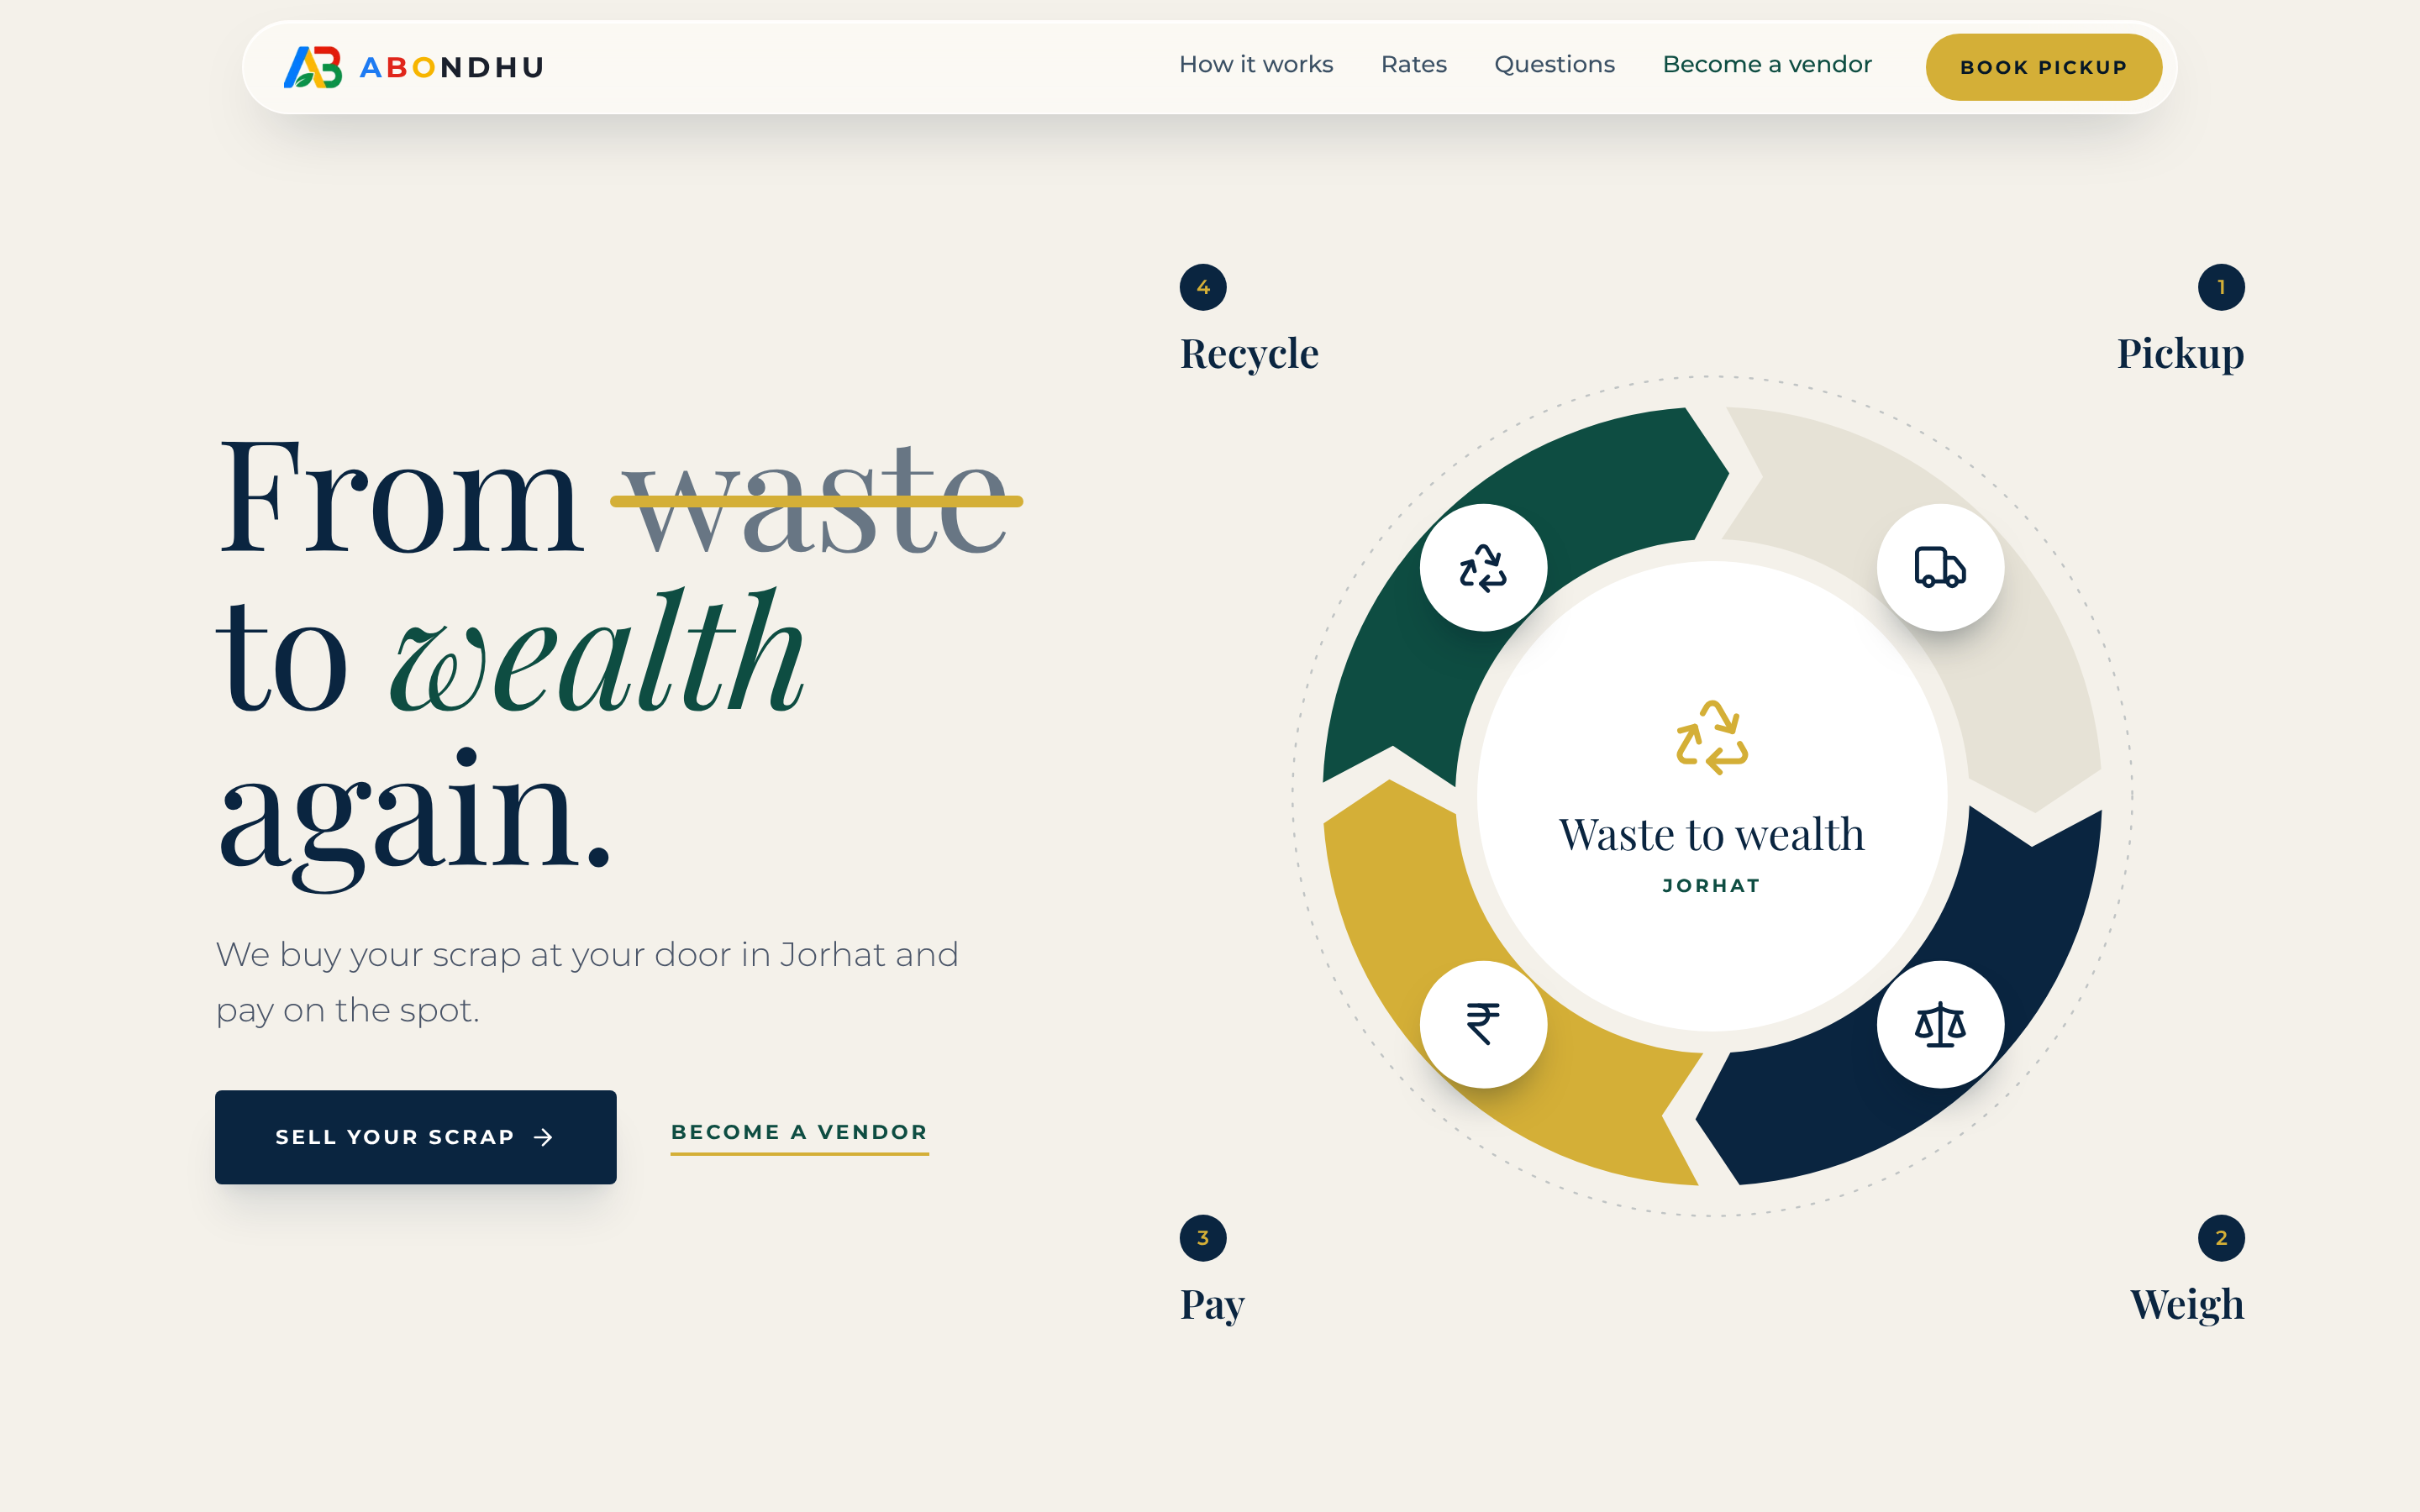 ABONDHU
How it works
Rates
Questions
Become a vendor
BOOK PICKUP
From waste
to wealth
again.
We buy your scrap at your door in Jorhat and
pay on the spot.
SELL YOUR SCRAP
BECOME A VENDOR
4
Recycle
1
Pickup
Waste to wealth
JORHAT
3
Pay
2
Weigh